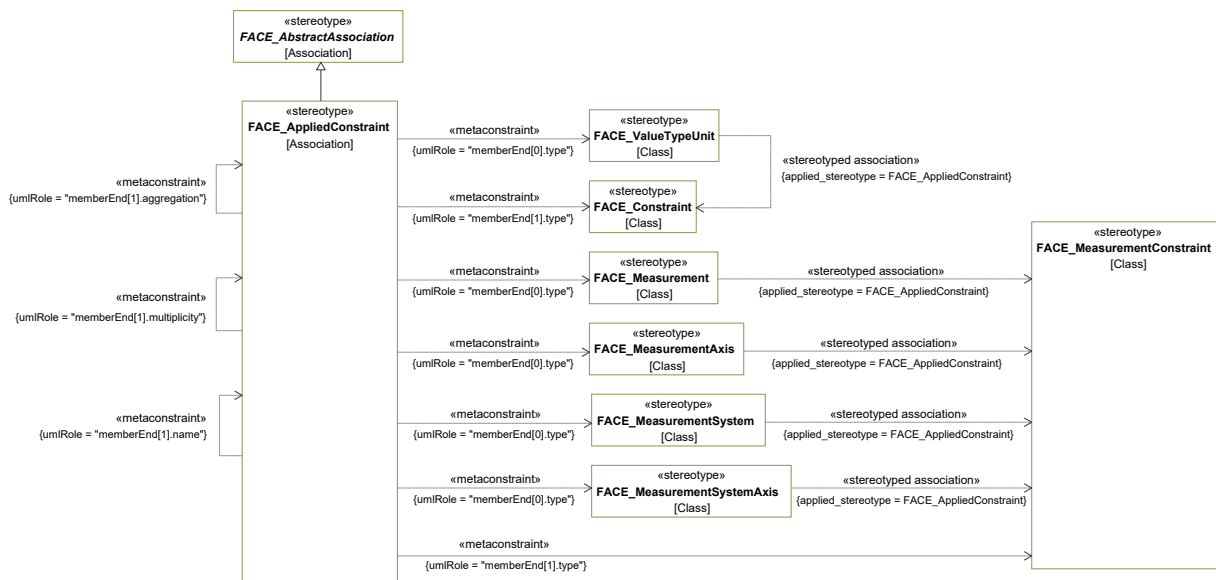 «stereotype»
FACE_AbstractAssociation
[Association]
«stereotype»
FACE_AppliedConstraint
[Association]
«metaconstraint»
{umlRole = "memberEnd[1].aggregation"}
«metaconstraint»
{umlRole = "memberEnd[1].multiplicity"}
«metaconstraint»
{umlRole = "memberEnd[1].name"}
«metaconstraint»
{umlRole = "memberEnd[0].type"}
«stereotype»
FACE_ValueTypeUnit
[Class]
«stereotyped association»
{applied_stereotype = FACE_AppliedConstraint}
«metaconstraint»
{umlRole = "memberEnd[1].type"}
«stereotype»
FACE_Constraint
[Class]
«metaconstraint»
{umlRole = "memberEnd[0].type"}
«stereotype»
FACE_Measurement
[Class]
«stereotyped association»
{applied_stereotype = FACE_AppliedConstraint}
«stereotype»
FACE_MeasurementConstraint
[Class]
«metaconstraint»
{umlRole = "memberEnd[0].type"}
«stereotype»
FACE_MeasurementAxis
[Class]
«stereotyped association»
{applied_stereotype = FACE_AppliedConstraint}
«metaconstraint»
{umlRole = "memberEnd[0].type"}
«stereotype»
FACE_MeasurementSystem
[Class]
«stereotyped association»
{applied_stereotype = FACE_AppliedConstraint}
«metaconstraint»
{umlRole = "memberEnd[0].type"}
«stereotype»
FACE_MeasurementSystemAxis
[Class]
«stereotyped association»
{applied_stereotype = FACE_AppliedConstraint}
«metaconstraint»
{umlRole = "memberEnd[1].type"}